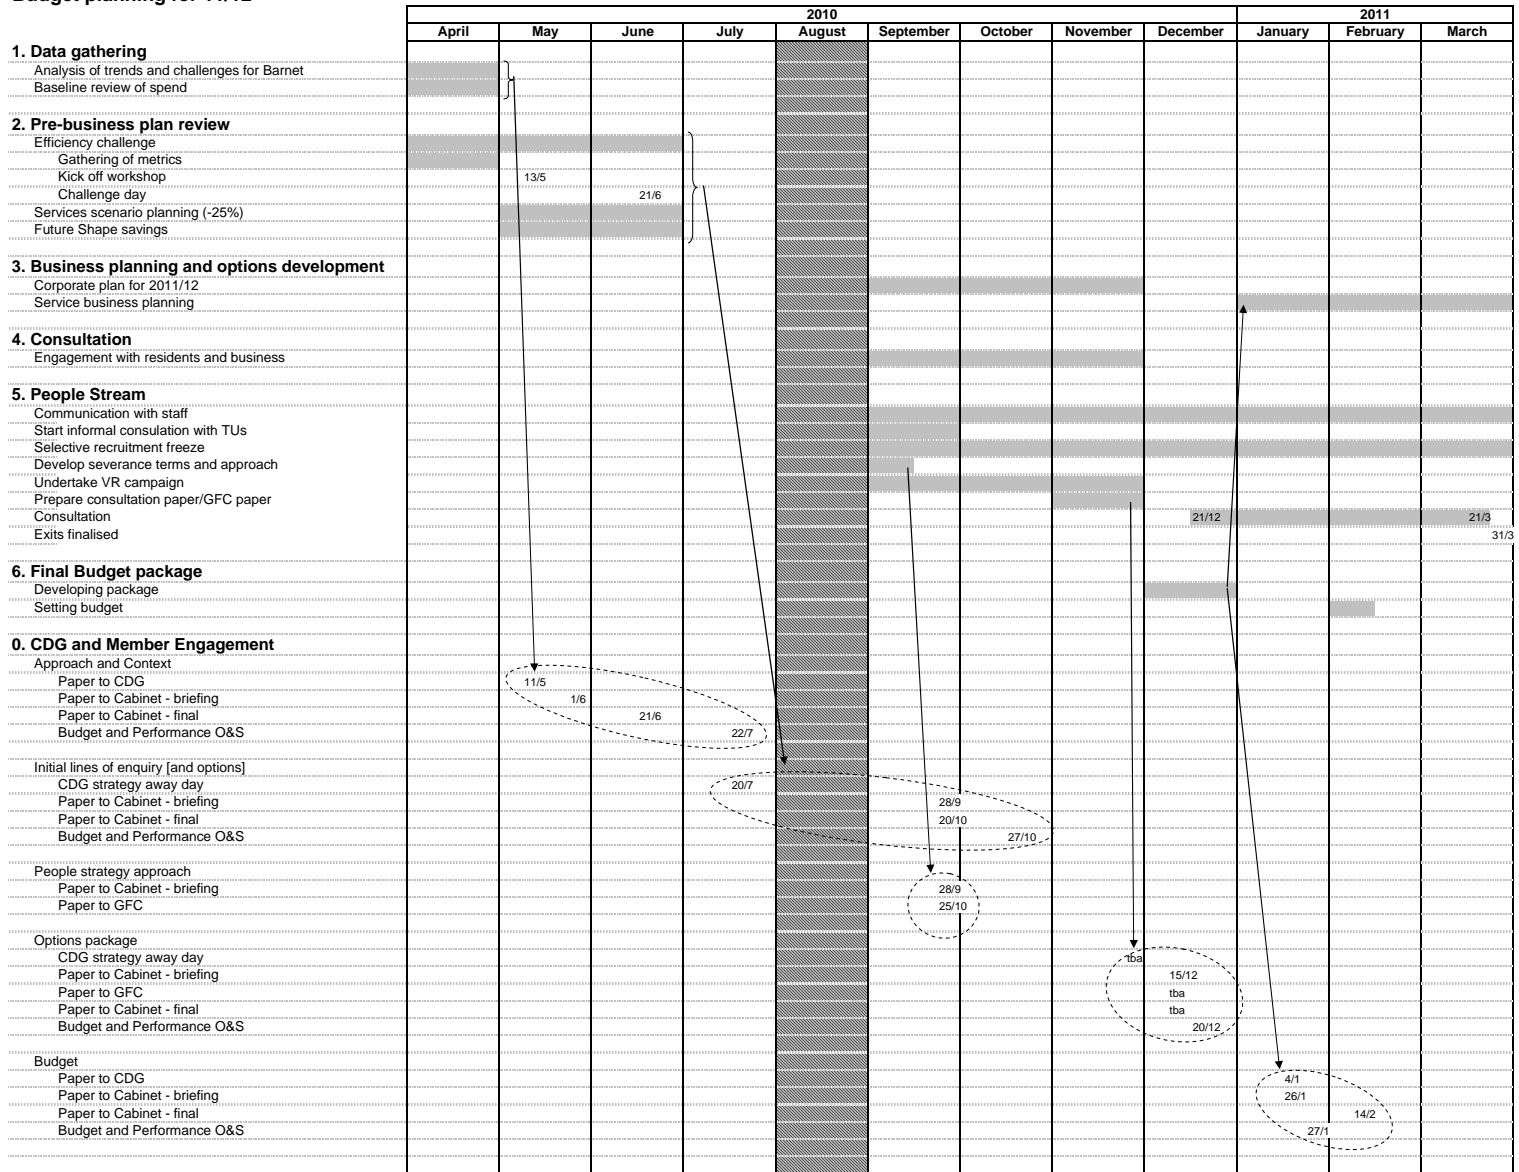 2010 2011
April May June July August September October November December January February March
1. Data gathering
Analysis of trends and challenges for Barnet
Baseline review of spend
2. Pre-business plan review
Efficiency challenge
Gathering of metrics
Kick off workshop 13/5
Challenge day 21/6
Services scenario planning (-25%)
Future Shape savings
3. Business planning and options development
Corporate plan for 2011/12
Service business planning
4. Consultation
Engagement with residents and business
5. People Stream
Communication with staff
Start informal consulation with TUs
Selective recruitment freeze
Develop severance terms and approach
Undertake VR campaign
Prepare consultation paper/GFC paper
Consultation 21/12 21/3
Exits finalised 31/3
6. Final Budget package
Developing package
Setting budget
0. CDG and Member Engagement
Approach and Context
Paper to CDG 11/5
Paper to Cabinet - briefing 1/6
Paper to Cabinet - final 21/6
Budget and Performance O&S 22/7
Initial lines of enquiry [and options]
CDG strategy away day 20/7
Paper to Cabinet - briefing 28/9
Paper to Cabinet - final 20/10
Budget and Performance O&S 27/10
People strategy approach
Paper to Cabinet - briefing 28/9
Paper to GFC 25/10
Options package
CDG strategy away day tba
Paper to Cabinet - briefing 15/12
Paper to GFC tba
Paper to Cabinet - final tba
Budget and Performance O&S 20/12
Budget
Paper to CDG 4/1
Paper to Cabinet - briefing 26/1
Paper to Cabinet - final 14/2
Budget and Performance O&S 27/1